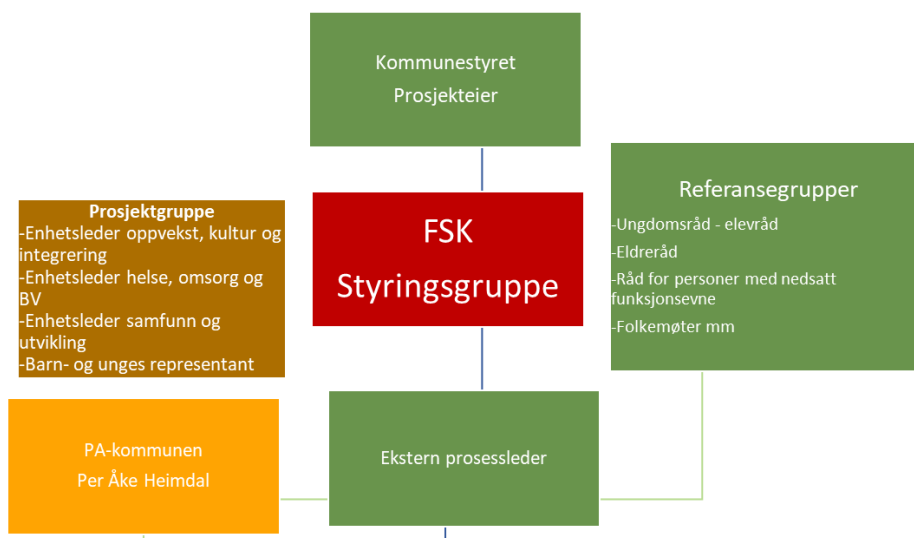 Kommunestyret
Prosjekteier
FSK
Styringsgruppe
Referansegrupper
-Ungdomsråd - elevråd
-Eldreråd
-Råd for personer med nedsatt
funksjonsevne
-Folkemøter mm
Prosjektgruppe
-Enhetsleder oppvekst, kultur og
integrering
-Enhetsleder helse, omsorg og
BV
-Enhetsleder samfunn og
utvikling
-Barn- og unges representant
PA-kommunen
Per Åke Heimdal
Ekstern prosessleder